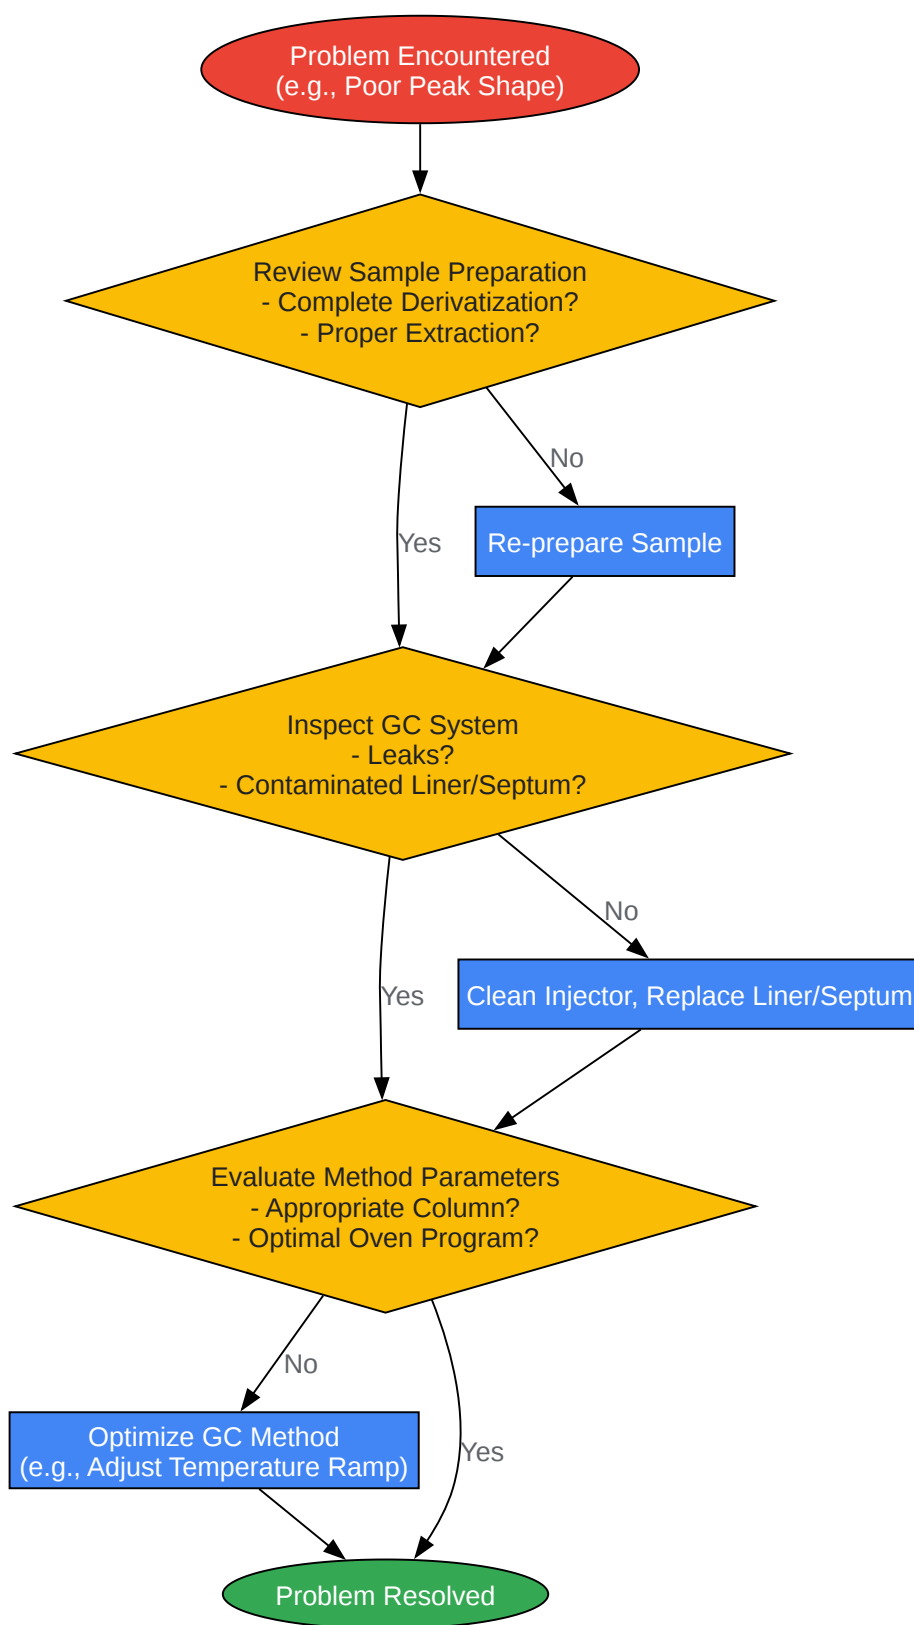 Problem Encountered
(e.g., Poor Peak Shape)
Review Sample Preparation
- Complete Derivatization?
- Proper Extraction?
No
Yes
Re-prepare Sample
Inspect GC System
- Leaks?
- Contaminated Liner/Septum?
No
Yes
Clean Injector, Replace Liner/Septum
Evaluate Method Parameters
- Appropriate Column?
- Optimal Oven Program?
No
Optimize GC Method
(e.g., Adjust Temperature Ramp)
Yes
Problem Resolved